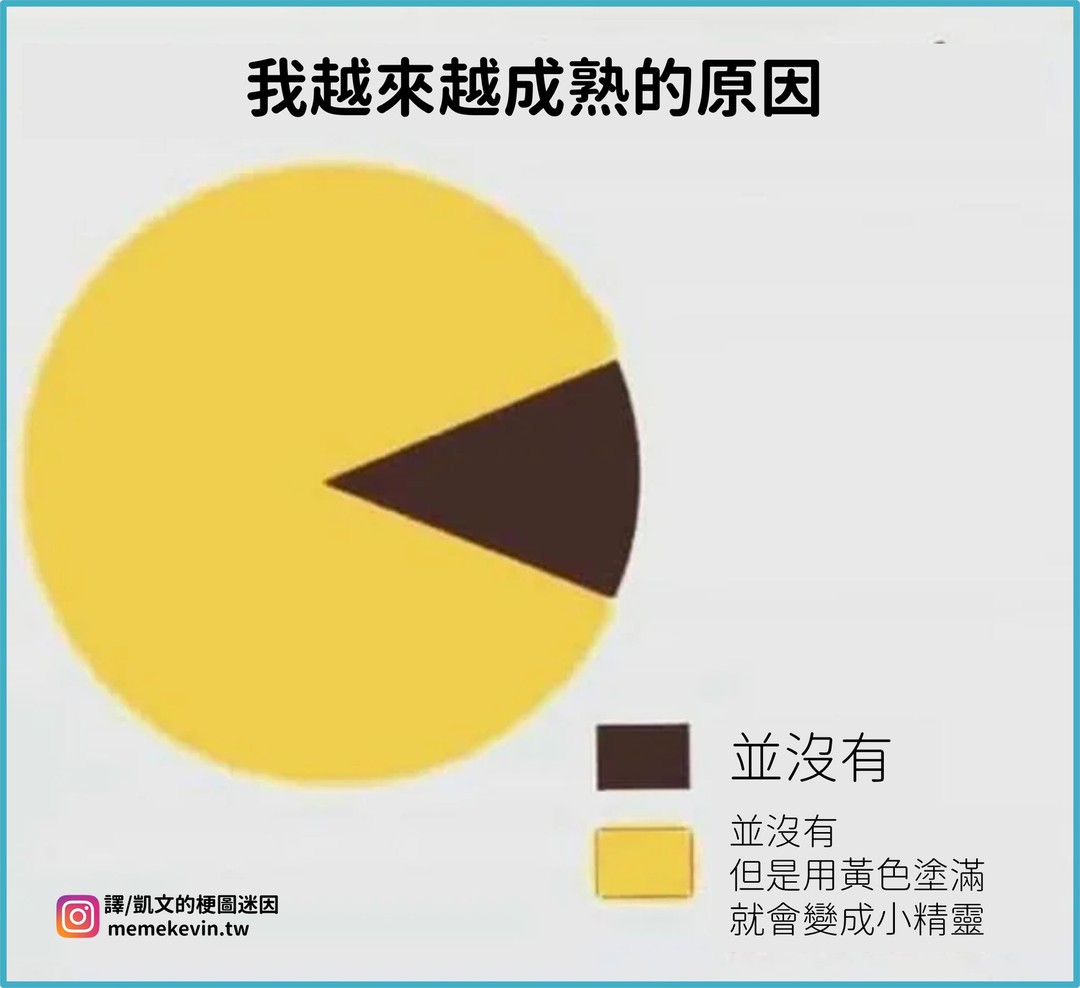 我越來越成熟的原因
並沒有
並沒有
但是用黃色塗滿
就會變成小精靈
譯/凱文的梗圖迷因
memekevin.tw